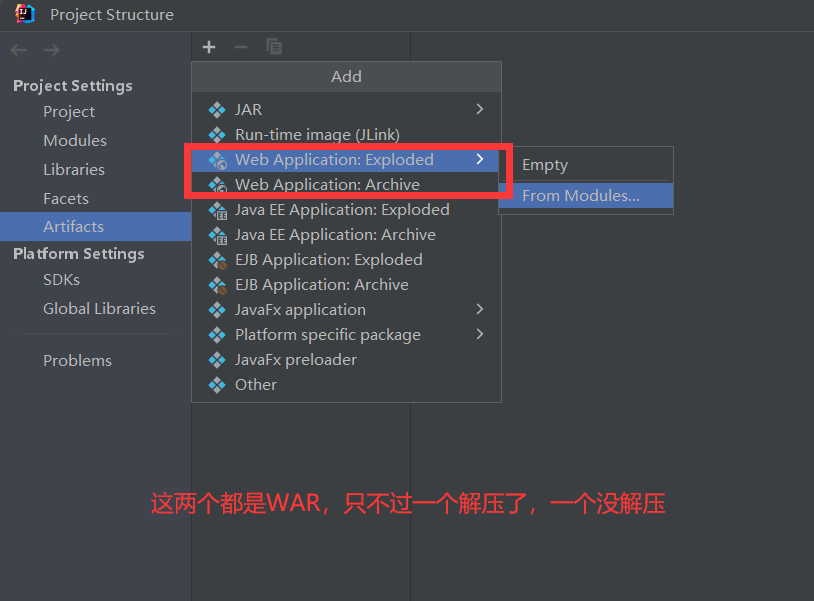 Project Structure
Add
Project Settings
Project
Modules
Libraries
Facets
Artifacts
Platform Settings
SDKs
Global Libraries
Problems
JAR
Run-time image (JLink)
Web Application: Exploded
Web Application: Archive
Java EE Application: Exploded
Java EE Application: Archive
EJB Application: Exploded
EJB Application: Archive
JavaFx application
Platform specific package
JavaFx preloader
Other
Empty
From Modules...
这两个都是WAR，只不过一个解压了，一个没解压